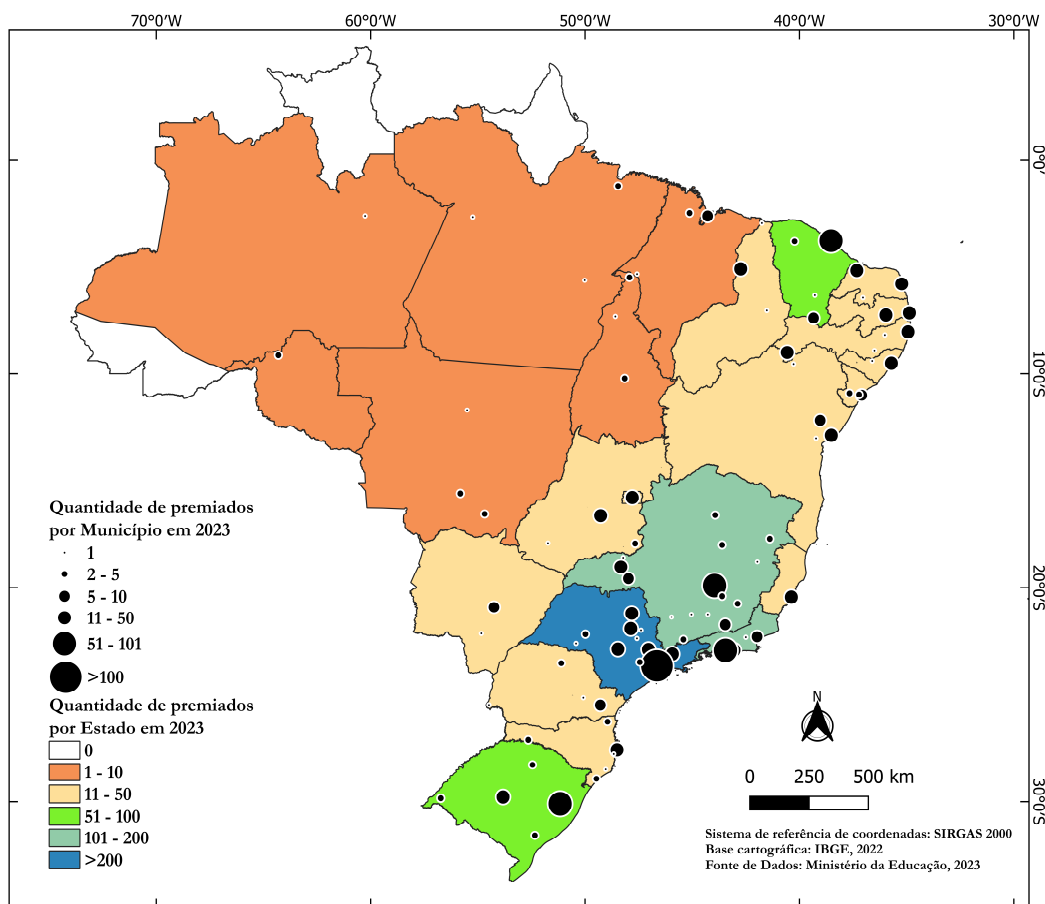 70°0'W 60°0'W 50°0'W 40°0'W 30°0'W
0°0'
10°0'S
20°0'S
30°0'S
Quantidade de premiados
por Município em 2023
1
2 - 5
5 - 10
11 - 50
51 - 101
>100
Quantidade de premiados
por Estado em 2023
0
1 - 10
11 - 50
51 - 100
101 - 200
>200
N
0 250 500 km
Sistema de referência de coordenadas: SIRGAS 2000
Base cartográfica: IBGE, 2022
Fonte de Dados: Ministério da Educação, 2023